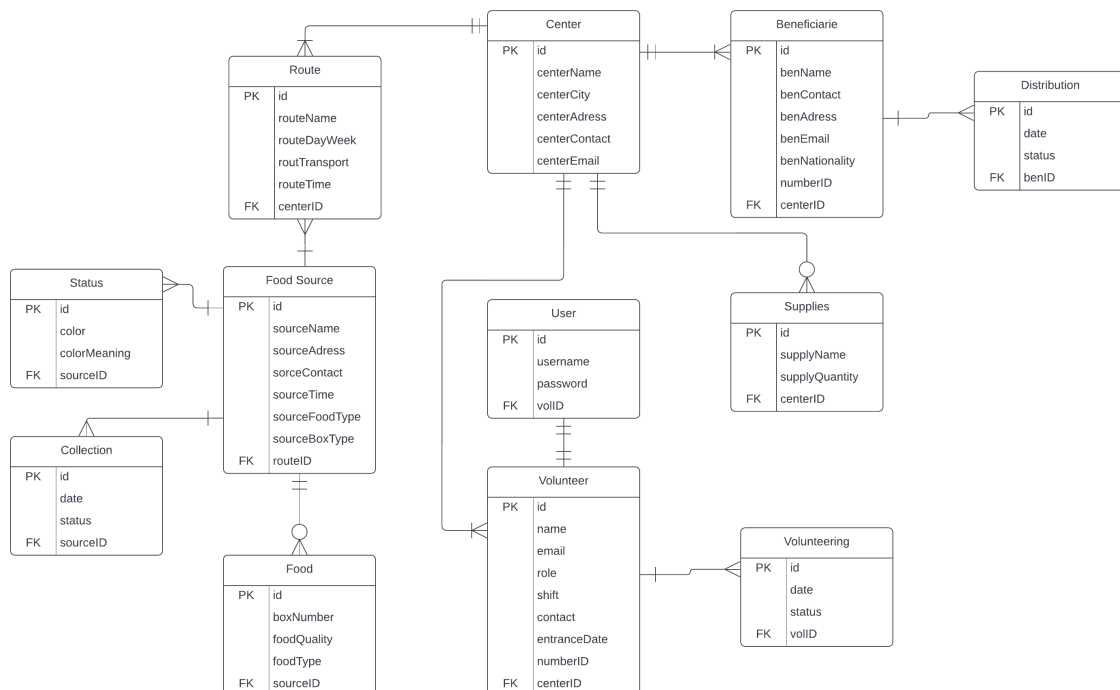 Center
PK id
centerName
centerCity
centerAdress
centerContact
centerEmail
Beneficiarie
PK id
benName
benContact
benAdress
benEmail
benNationality
numberID
FK centerID
Distribution
PK id
date
status
FK benID
Route
PK id
routeName
routeDayWeek
routTransport
routeTime
FK centerID
Status
PK id
color
colorMeaning
FK sourceID
Food Source
PK id
sourceName
sourceAdress
sorceContact
sourceTime
sourceFoodType
sourceBoxType
FK routeID
User
PK id
username
password
FK volID
Supplies
PK id
supplyName
supplyQuantity
FK centerID
Collection
PK id
date
status
FK sourceID
Volunteer
PK id
name
email
role
shift
contact
entranceDate
numberID
FK centerID
Volunteering
PK id
date
status
FK volID
Food
PK id
boxNumber
foodQuality
foodType
FK sourceID